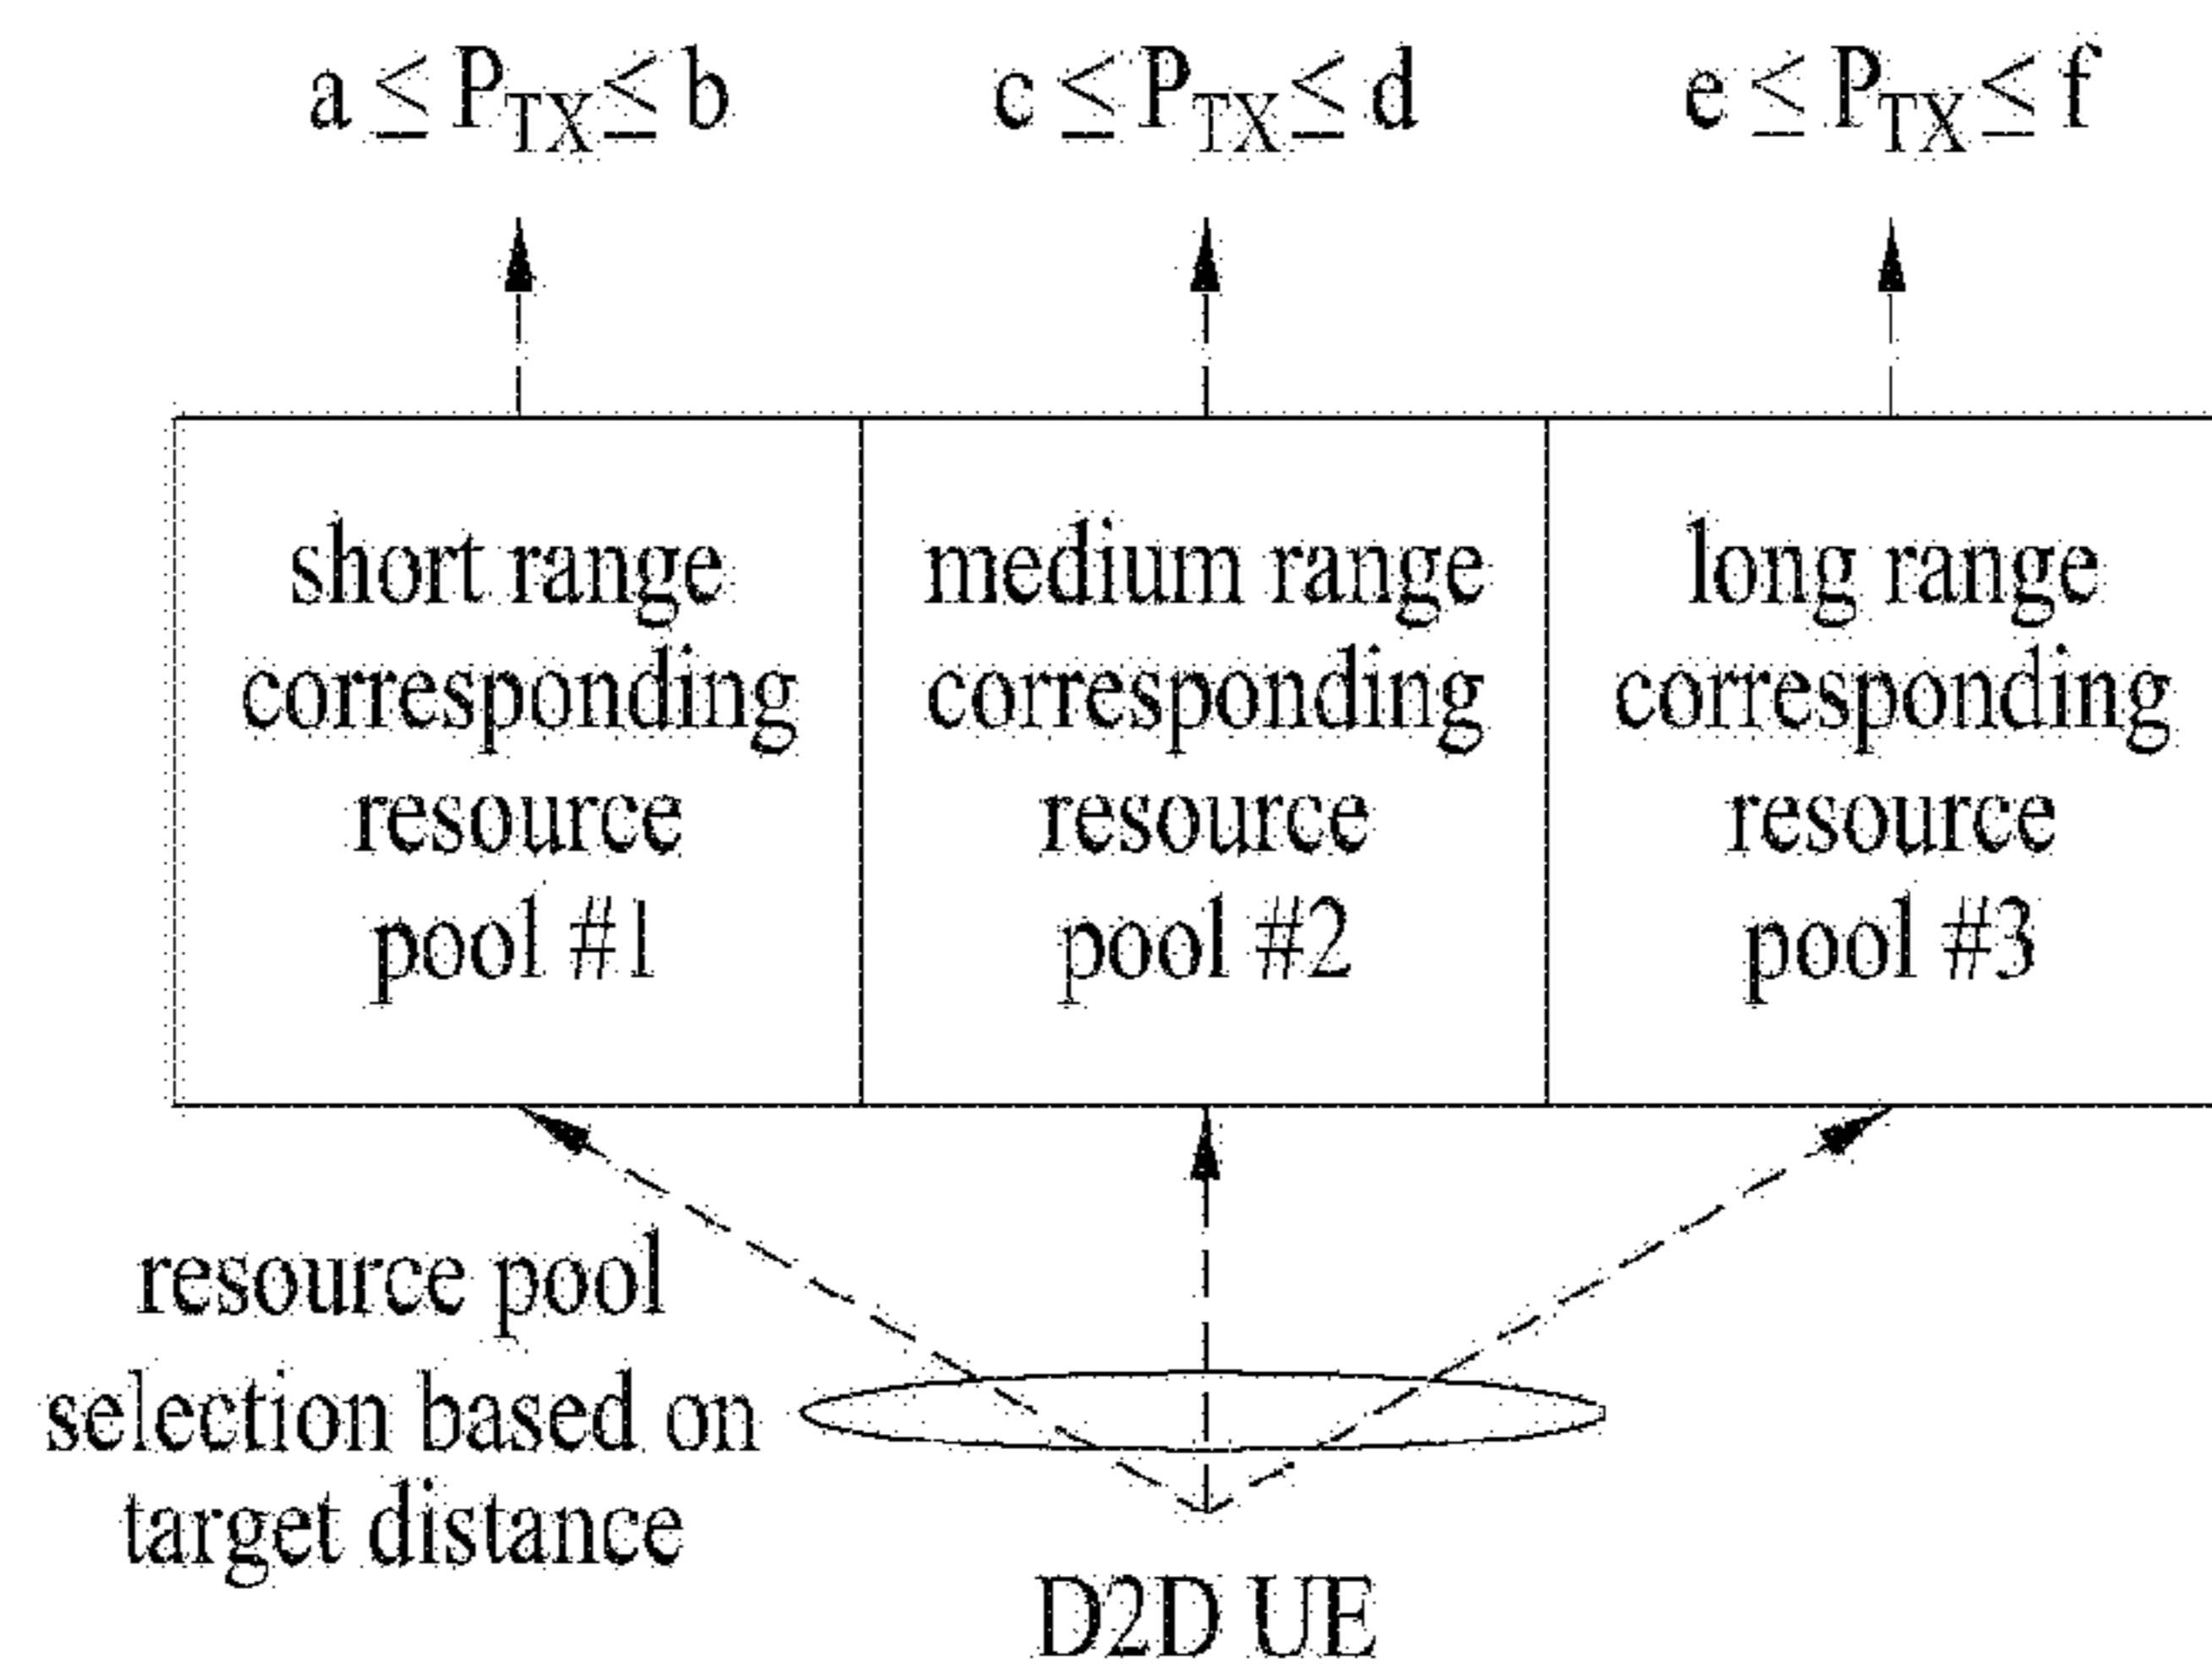 a ≤ P_TX ≤ b
c ≤ P_TX ≤ d
e ≤ P_TX ≤ f
short range
corresponding
resource
pool #1
medium range
corresponding
resource
pool #2
long range
corresponding
resource
pool #3
resource pool
selection based on
target distance
D2D UE